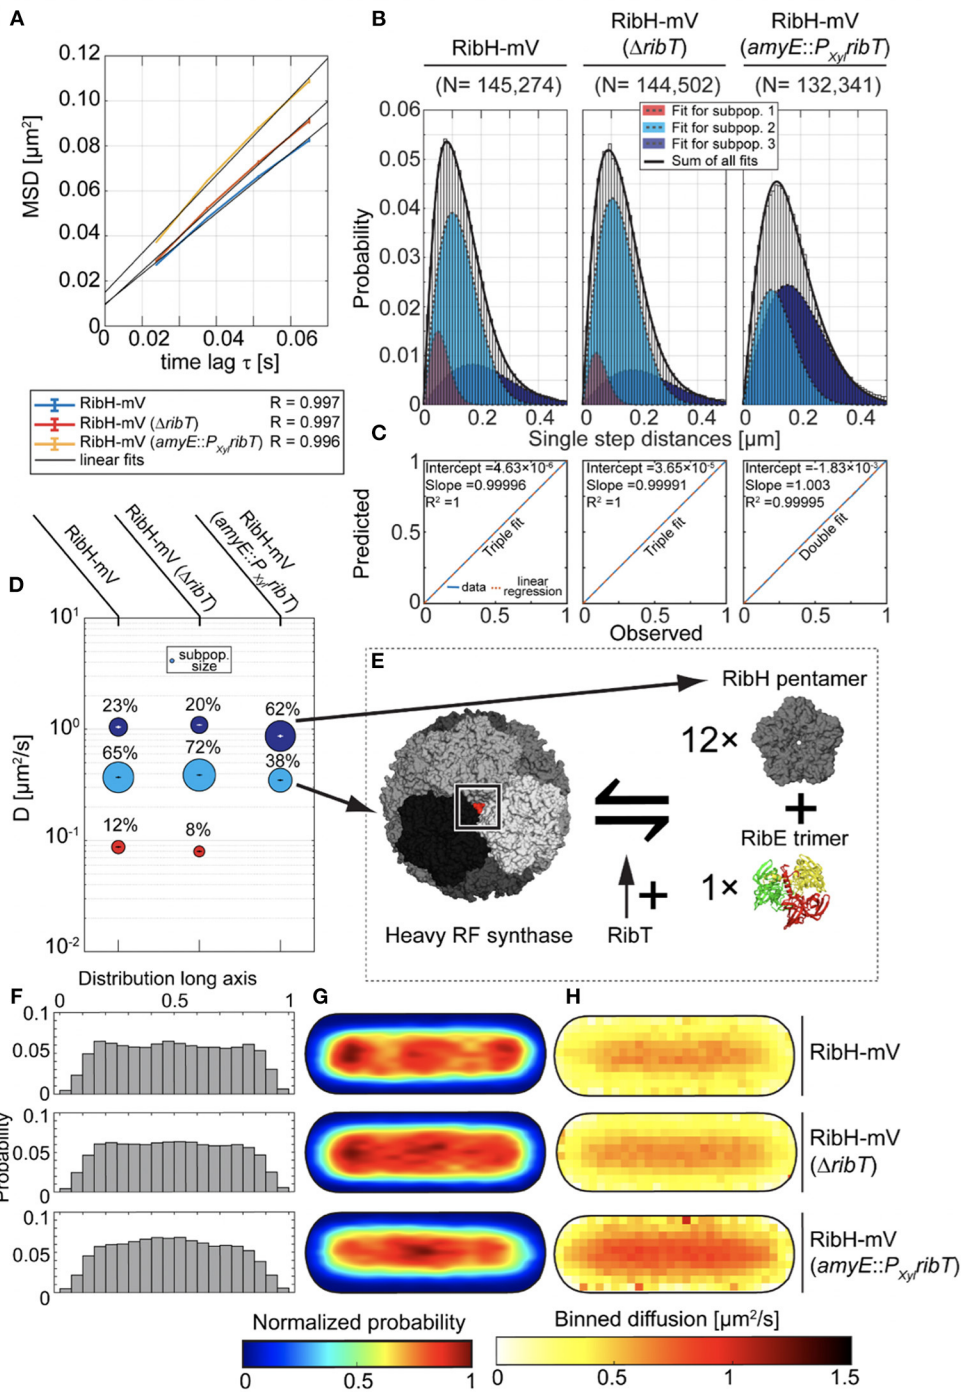 A
0.12
0.10
0.08
0.06
0.04
0.02
0
MSD [µm²]
0 0.02 0.04 0.06
time lag τ [s]
RibH-mV R = 0.997
RibH-mV (ΔribT) R = 0.997
RibH-mV (amyE::PXylribT) R = 0.996
linear fits
B
RibH-mV
(N= 145,274)
RibH-mV
(ΔribT)
(N= 144,502)
RibH-mV
(amyE::PXylribT)
(N= 132,341)
Fit for subpop. 1
Fit for subpop. 2
Fit for subpop. 3
Sum of all fits
0.06
0.05
0.04
0.03
0.02
0.01
0
Probability
0 0.2 0.4 0 0.2 0.4 0 0.2 0.4
Single step distances [µm]
C
Intercept =4.63×10-6
Slope =0.99996
R² =1
Triple fit
data
linear
regression
Intercept =3.65×10-5
Slope =0.99991
R² =1
Triple fit
Intercept =-1.83×10-3
Slope =1.003
R² =0.99995
Double fit
1
0.5
0
Predicted
0 0.5 1 0 0.5 1 0 0.5 1
Observed
D
RibH-mV
RibH-mV (ΔribT)
RibH-mV
(amyE::PXylribT)
10¹
10⁰
10-1
10-2
D [µm²/s]
subpop.
size
23% 20% 62%
65% 72% 38%
12% 8%
E
RibH pentamer
12×
+
RibE trimer
1×
Heavy RF synthase
RibT
+
F
Distribution long axis
0 0.5 1
0.1
0.05
0
0.1
0.05
0
0.1
0.05
0
Probability
G
H
RibH-mV
RibH-mV
(ΔribT)
RibH-mV
(amyE::PXylribT)
Normalized probability
0 0.5 1
Binned diffusion [µm²/s]
0 0.5 1 1.5